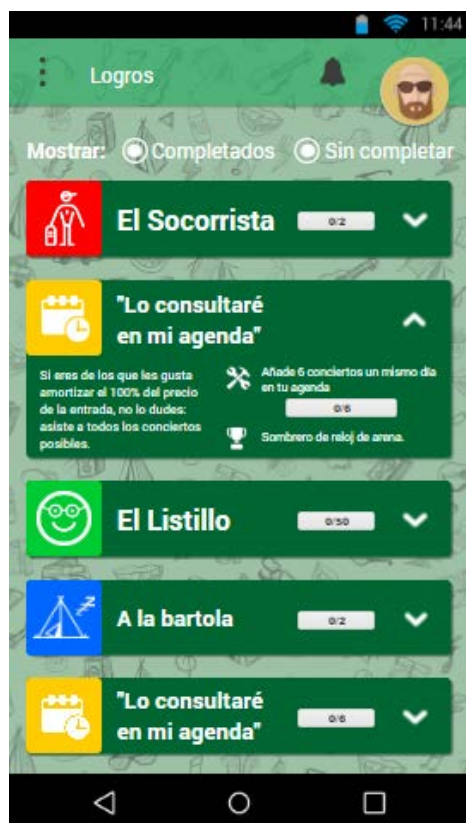 11:44
Logros
Mostrar: Completados Sin completar
El Socorrista 0/2
"Lo consultaré
en mi agenda"
Si eres de los que les gusta
amortizar el 100% del precio
de la entrada, no lo dudes:
asiste a todos los conciertos
posibles.
Añade 6 conciertos un mismo día
en tu agenda
0/6
Sombrero de reloj de arena.
El Listillo 0/50
A la bartola 0/2
"Lo consultaré
en mi agenda" 0/6